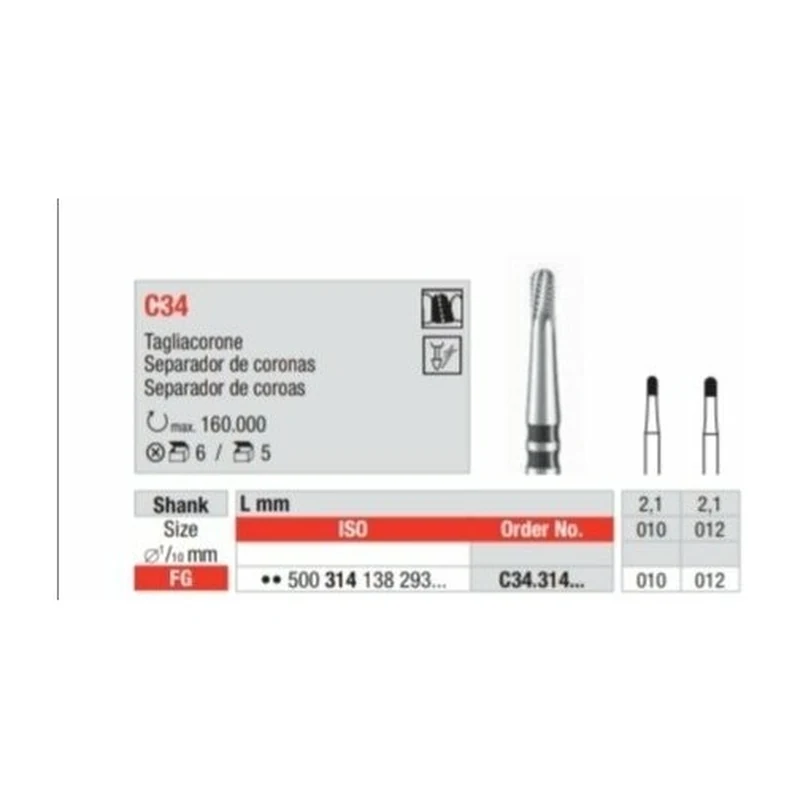 C34
Tagliacorone
Separador de coronas
Separador de coroas
max. 160.000
6 / 5
Shank L mm 2,1 2,1
Size ISO Order No. 010 012
⌀1/10 mm
FG •• 500 314 138 293... C34.314... 010 012